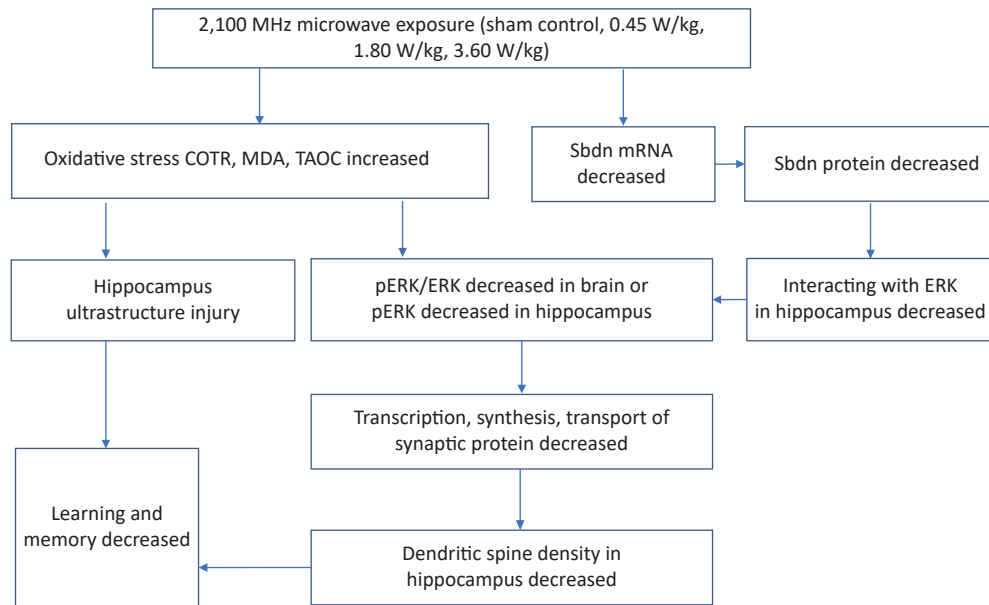 2,100 MHz microwave exposure (sham control, 0.45 W/kg,
1.80 W/kg, 3.60 W/kg)
Oxidative stress COTR, MDA, TAOC increased
Sbdn mRNA
decreased
Sbdn protein decreased
Hippocampus
ultrastructure injury
pERK/ERK decreased in brain or
pERK decreased in hippocampus
Interacting with ERK
in hippocampus decreased
Transcription, synthesis, transport of
synaptic protein decreased
Learning and
memory decreased
Dendritic spine density in
hippocampus decreased